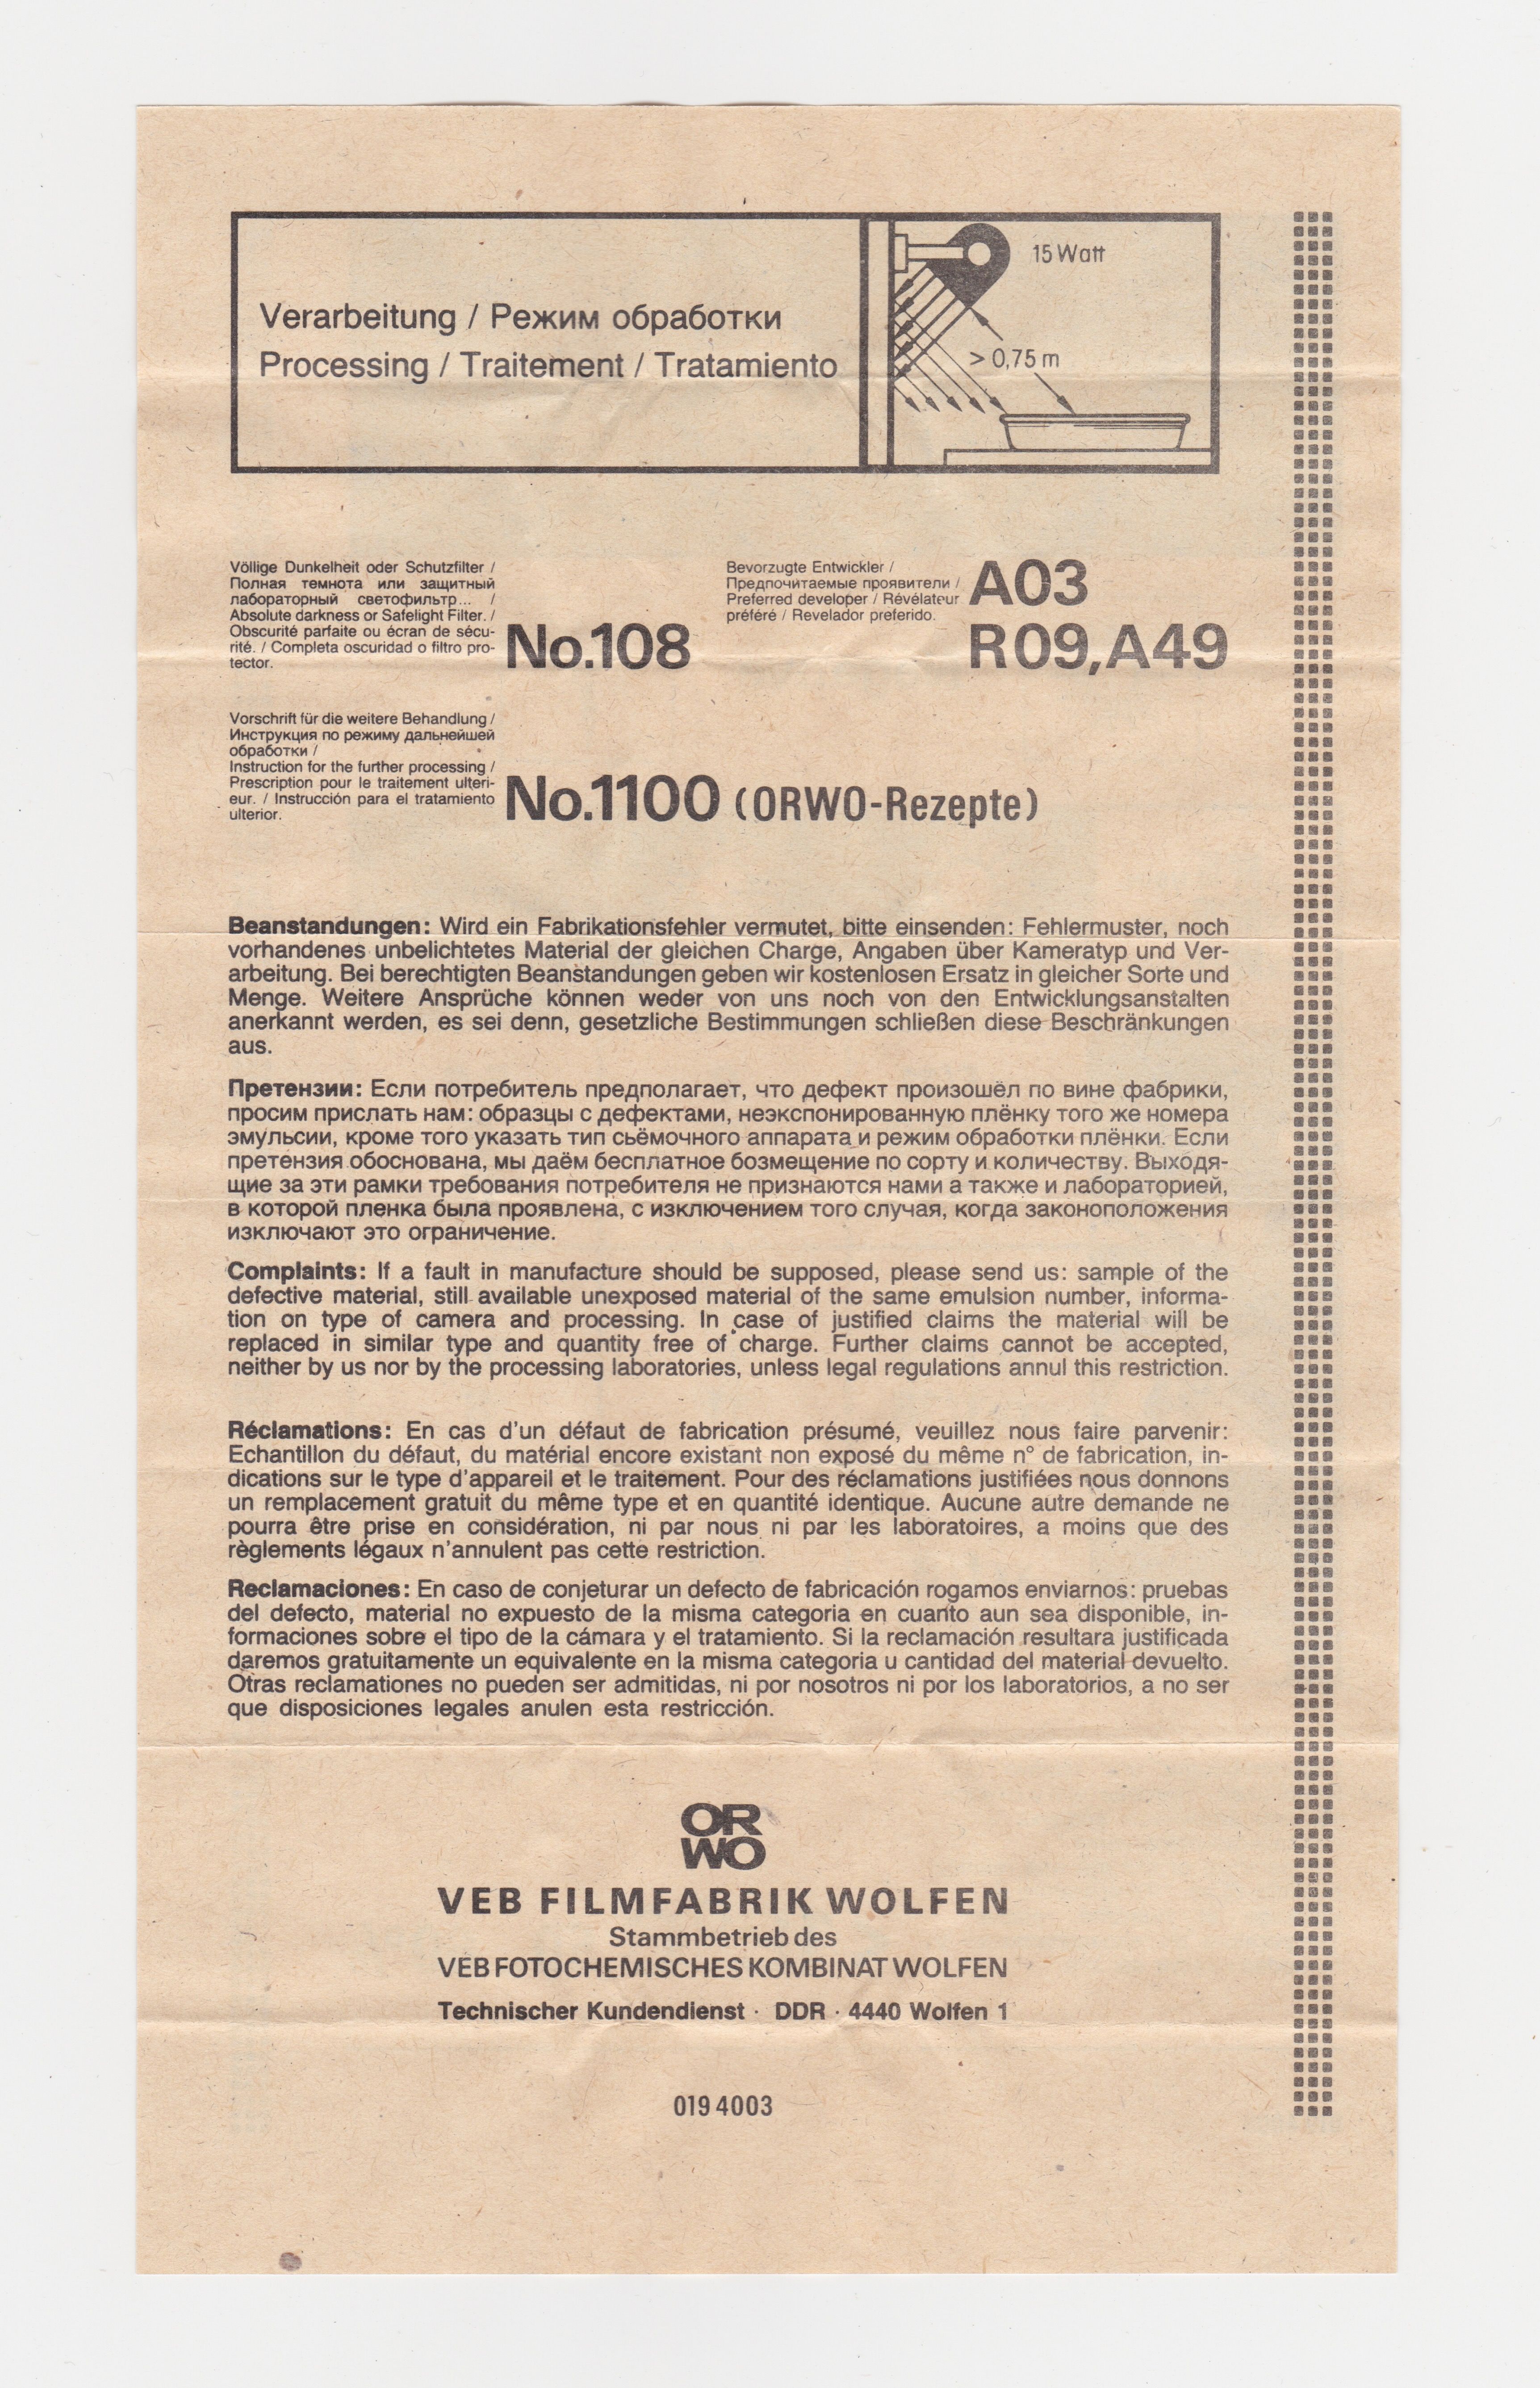 Verarbeitung / Режим обработки
Processing / Traitement / Tratamiento
15 Watt
> 0,75 m
Völlige Dunkelheit oder Schutzfilter /
Полная темнота или защитный
лабораторный светофильтр... /
Absolute darkness or Safelight Filter. /
Obscurité parfaite ou écran de sécu-
rité. / Completa oscuridad o filtro pro-
tector.
No.108
Bevorzugte Entwickler /
Предпочитаемые проявители /
Preferred developer / Révélateur
préféré / Revelador preferido.
A03
R09,A49
Vorschrift für die weitere Behandlung /
Инструкция по режиму дальнейшей
обработки /
Instruction for the further processing /
Prescription pour le traitement ulteri-
eur. / Instrucción para el tratamiento
ulterior.
No.1100 (ORWO-Rezepte)
Beanstandungen: Wird ein Fabrikationsfehler vermutet, bitte einsenden: Fehlermuster, noch
vorhandenes unbelichtetes Material der gleichen Charge, Angaben über Kameratyp und Ver-
arbeitung. Bei berechtigten Beanstandungen geben wir kostenlosen Ersatz in gleicher Sorte und
Menge. Weitere Ansprüche können weder von uns noch von den Entwicklungsanstalten
anerkannt werden, es sei denn, gesetzliche Bestimmungen schließen diese Beschränkungen
aus.
Претензии: Если потребитель предполагает, что дефект произошёл по вине фабрики,
просим прислать нам: образцы с дефектами, неэкспонированную плёнку того же номера
эмульсии, кроме того указать тип сьёмочного аппарата и режим обработки плёнки. Если
претензия обоснована, мы даём бесплатное бозмещение по сорту и количеству. Выходя-
щие за эти рамки требования потребителя не признаются нами а также и лабораторией,
в которой пленка была проявлена, с изключением того случая, когда законоположения
изключают это ограничение.
Complaints: If a fault in manufacture should be supposed, please send us: sample of the
defective material, still available unexposed material of the same emulsion number, informa-
tion on type of camera and processing. In case of justified claims the material will be
replaced in similar type and quantity free of charge. Further claims cannot be accepted,
neither by us nor by the processing laboratories, unless legal regulations annul this restriction.
Réclamations: En cas d'un défaut de fabrication présumé, veuillez nous faire parvenir:
Echantillon du défaut, du matérial encore existant non exposé du même n° de fabrication, in-
dications sur le type d'appareil et le traitement. Pour des réclamations justifiées nous donnons
un remplacement gratuit du même type et en quantité identique. Aucune autre demande ne
pourra être prise en considération, ni par nous ni par les laboratoires, a moins que des
règlements légaux n'annulent pas cette restriction.
Reclamaciones: En caso de conjeturar un defecto de fabricación rogamos enviarnos: pruebas
del defecto, material no expuesto de la misma categoria en cuanto aun sea disponible, in-
formaciones sobre el tipo de la cámara y el tratamiento. Si la reclamación resultara justificada
daremos gratuitamente un equivalente en la misma categoria u cantidad del material devuelto.
Otras reclamationes no pueden ser admitidas, ni por nosotros ni por los laboratorios, a no ser
que disposiciones legales anulen esta restricción.
OR
WO
VEB FILMFABRIK WOLFEN
Stammbetrieb des
VEB FOTOCHEMISCHES KOMBINAT WOLFEN
Technischer Kundendienst · DDR · 4440 Wolfen 1
019 4003